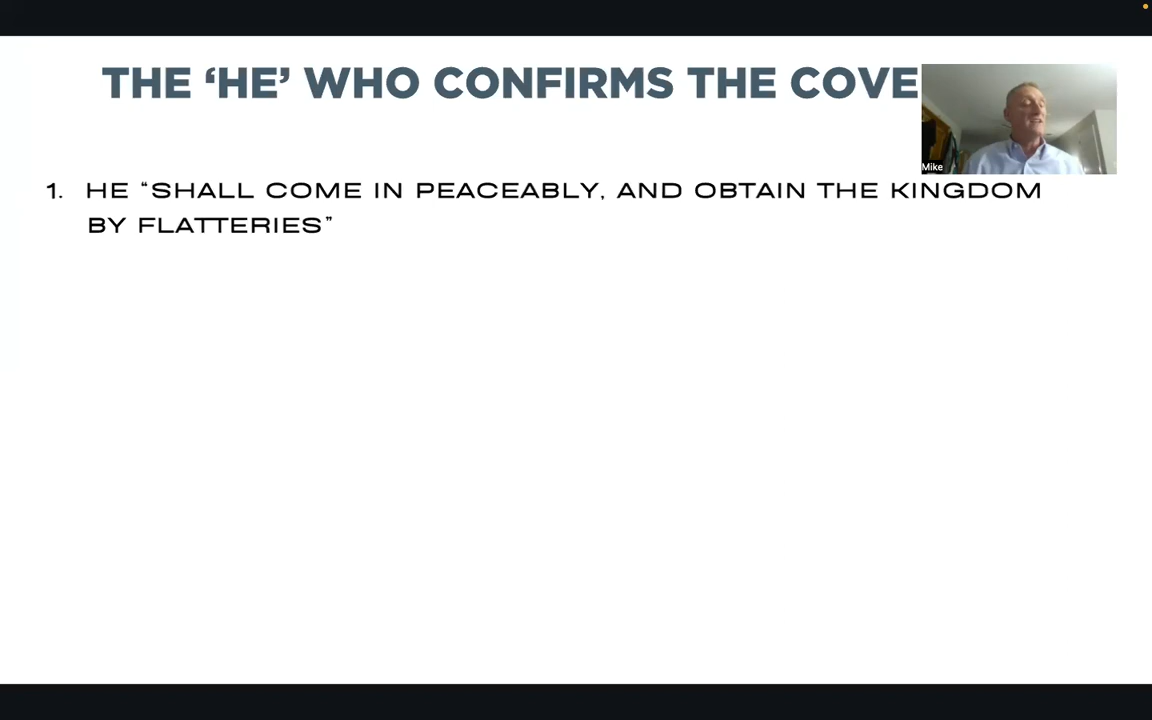 THE ‘HE’ WHO CONFIRMS THE COVE
Mike
1. HE “SHALL COME IN PEACEABLY, AND OBTAIN THE KINGDOM
BY FLATTERIES”